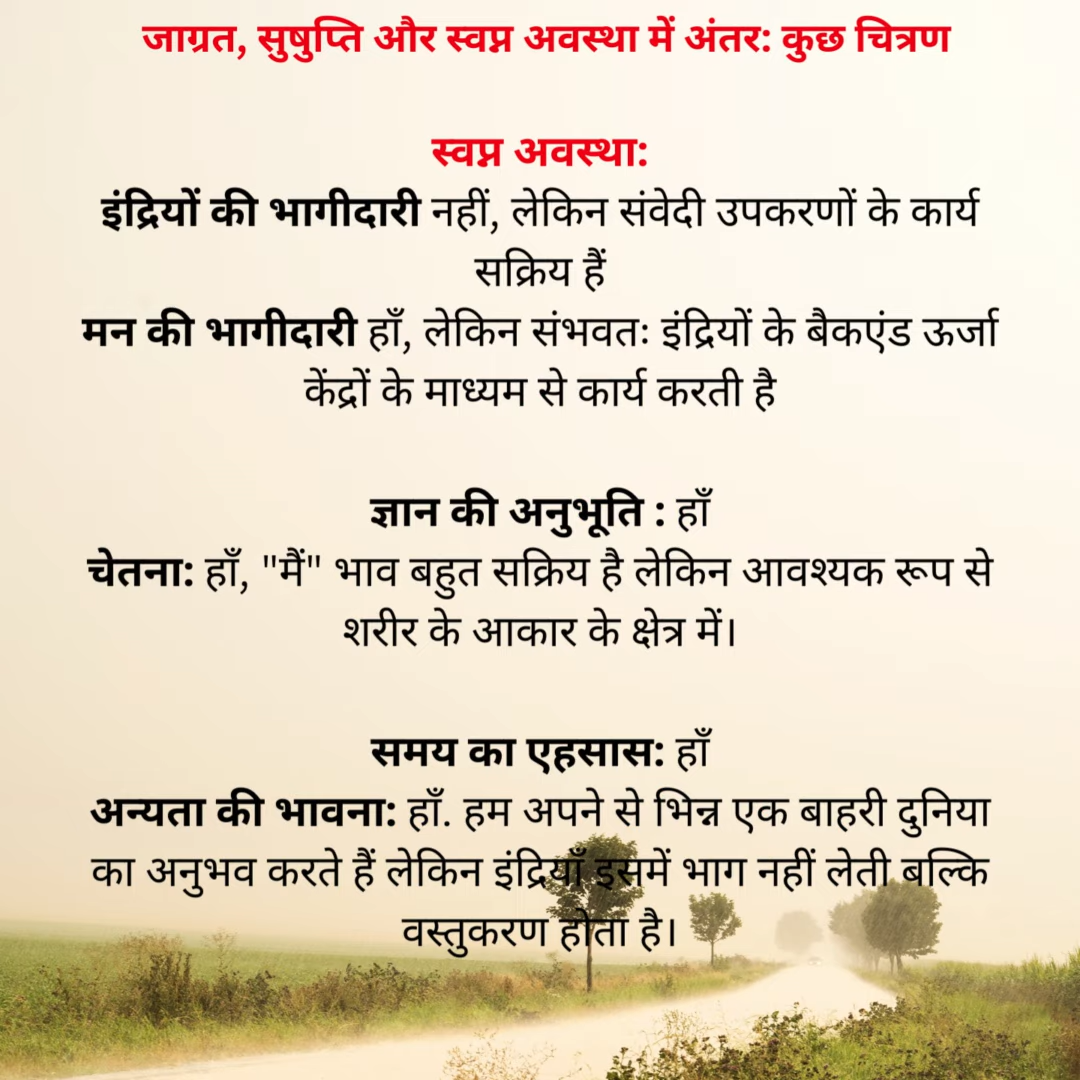 जाग्रत, सुषुप्ति और स्वप्न अवस्था में अंतर: कुछ चित्रण
स्वप्न अवस्था:
इंद्रियों की भागीदारी नहीं, लेकिन संवेदी उपकरणों के कार्य
सक्रिय हैं
मन की भागीदारी हाँ, लेकिन संभवतः इंद्रियों के बैकएंड ऊर्जा
केंद्रों के माध्यम से कार्य करती है
ज्ञान की अनुभूति : हाँ
चेतना: हाँ, "मैं" भाव बहुत सक्रिय है लेकिन आवश्यक रूप से
शरीर के आकार के क्षेत्र में।
समय का एहसास: हाँ
अन्यता की भावना: हाँ. हम अपने से भिन्न एक बाहरी दुनिया
का अनुभव करते हैं लेकिन इंद्रियाँ इसमें भाग नहीं लेती बल्कि
वस्तुकरण होता है।